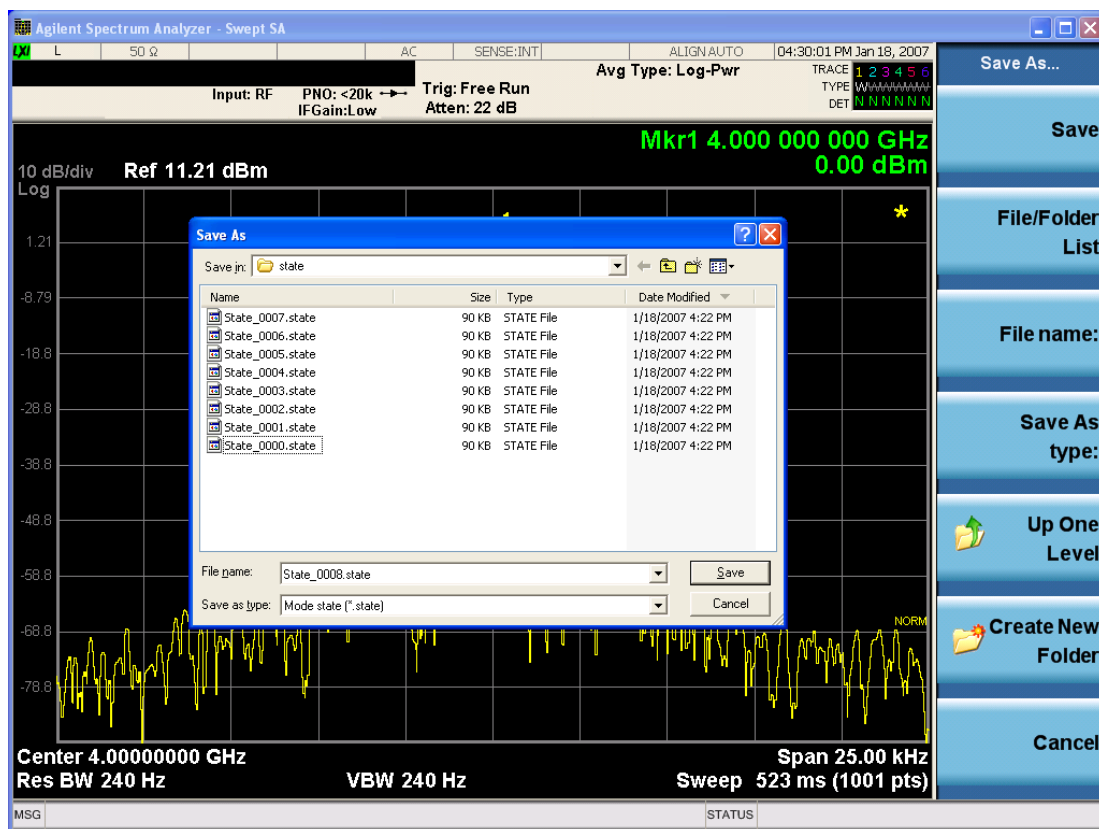 Agilent Spectrum Analyzer - Swept SA
LXI L 50 Ω AC SENSE:INT ALIGN AUTO 04:30:01 PM Jan 18, 2007
Input: RF PNO: <20k Trig: Free Run Avg Type: Log-Pwr TRACE 1 2 3 4 5 6
IFGain:Low Atten: 22 dB TYPE WWWWWW
DET N N N N N N
Mkr1 4.000 000 000 GHz
0.00 dBm
10 dB/div Ref 11.21 dBm
Log
1.21
-8.79
-18.8
-28.8
-38.8
-48.8
-58.8
-68.8
-78.8
*
Save As
Save in: state
Name Size Type Date Modified
State_0007.state 90 KB STATE File 1/18/2007 4:22 PM
State_0006.state 90 KB STATE File 1/18/2007 4:22 PM
State_0005.state 90 KB STATE File 1/18/2007 4:22 PM
State_0004.state 90 KB STATE File 1/18/2007 4:22 PM
State_0003.state 90 KB STATE File 1/18/2007 4:22 PM
State_0002.state 90 KB STATE File 1/18/2007 4:22 PM
State_0001.state 90 KB STATE File 1/18/2007 4:22 PM
State_0000.state 90 KB STATE File 1/18/2007 4:22 PM
File name: State_0008.state Save
Save as type: Mode state (*.state) Cancel
NORM
Center 4.00000000 GHz Span 25.00 kHz
Res BW 240 Hz VBW 240 Hz Sweep 523 ms (1001 pts)
MSG STATUS
Save As...
Save
File/Folder
List
File name:
Save As
type:
Up One
Level
Create New
Folder
Cancel